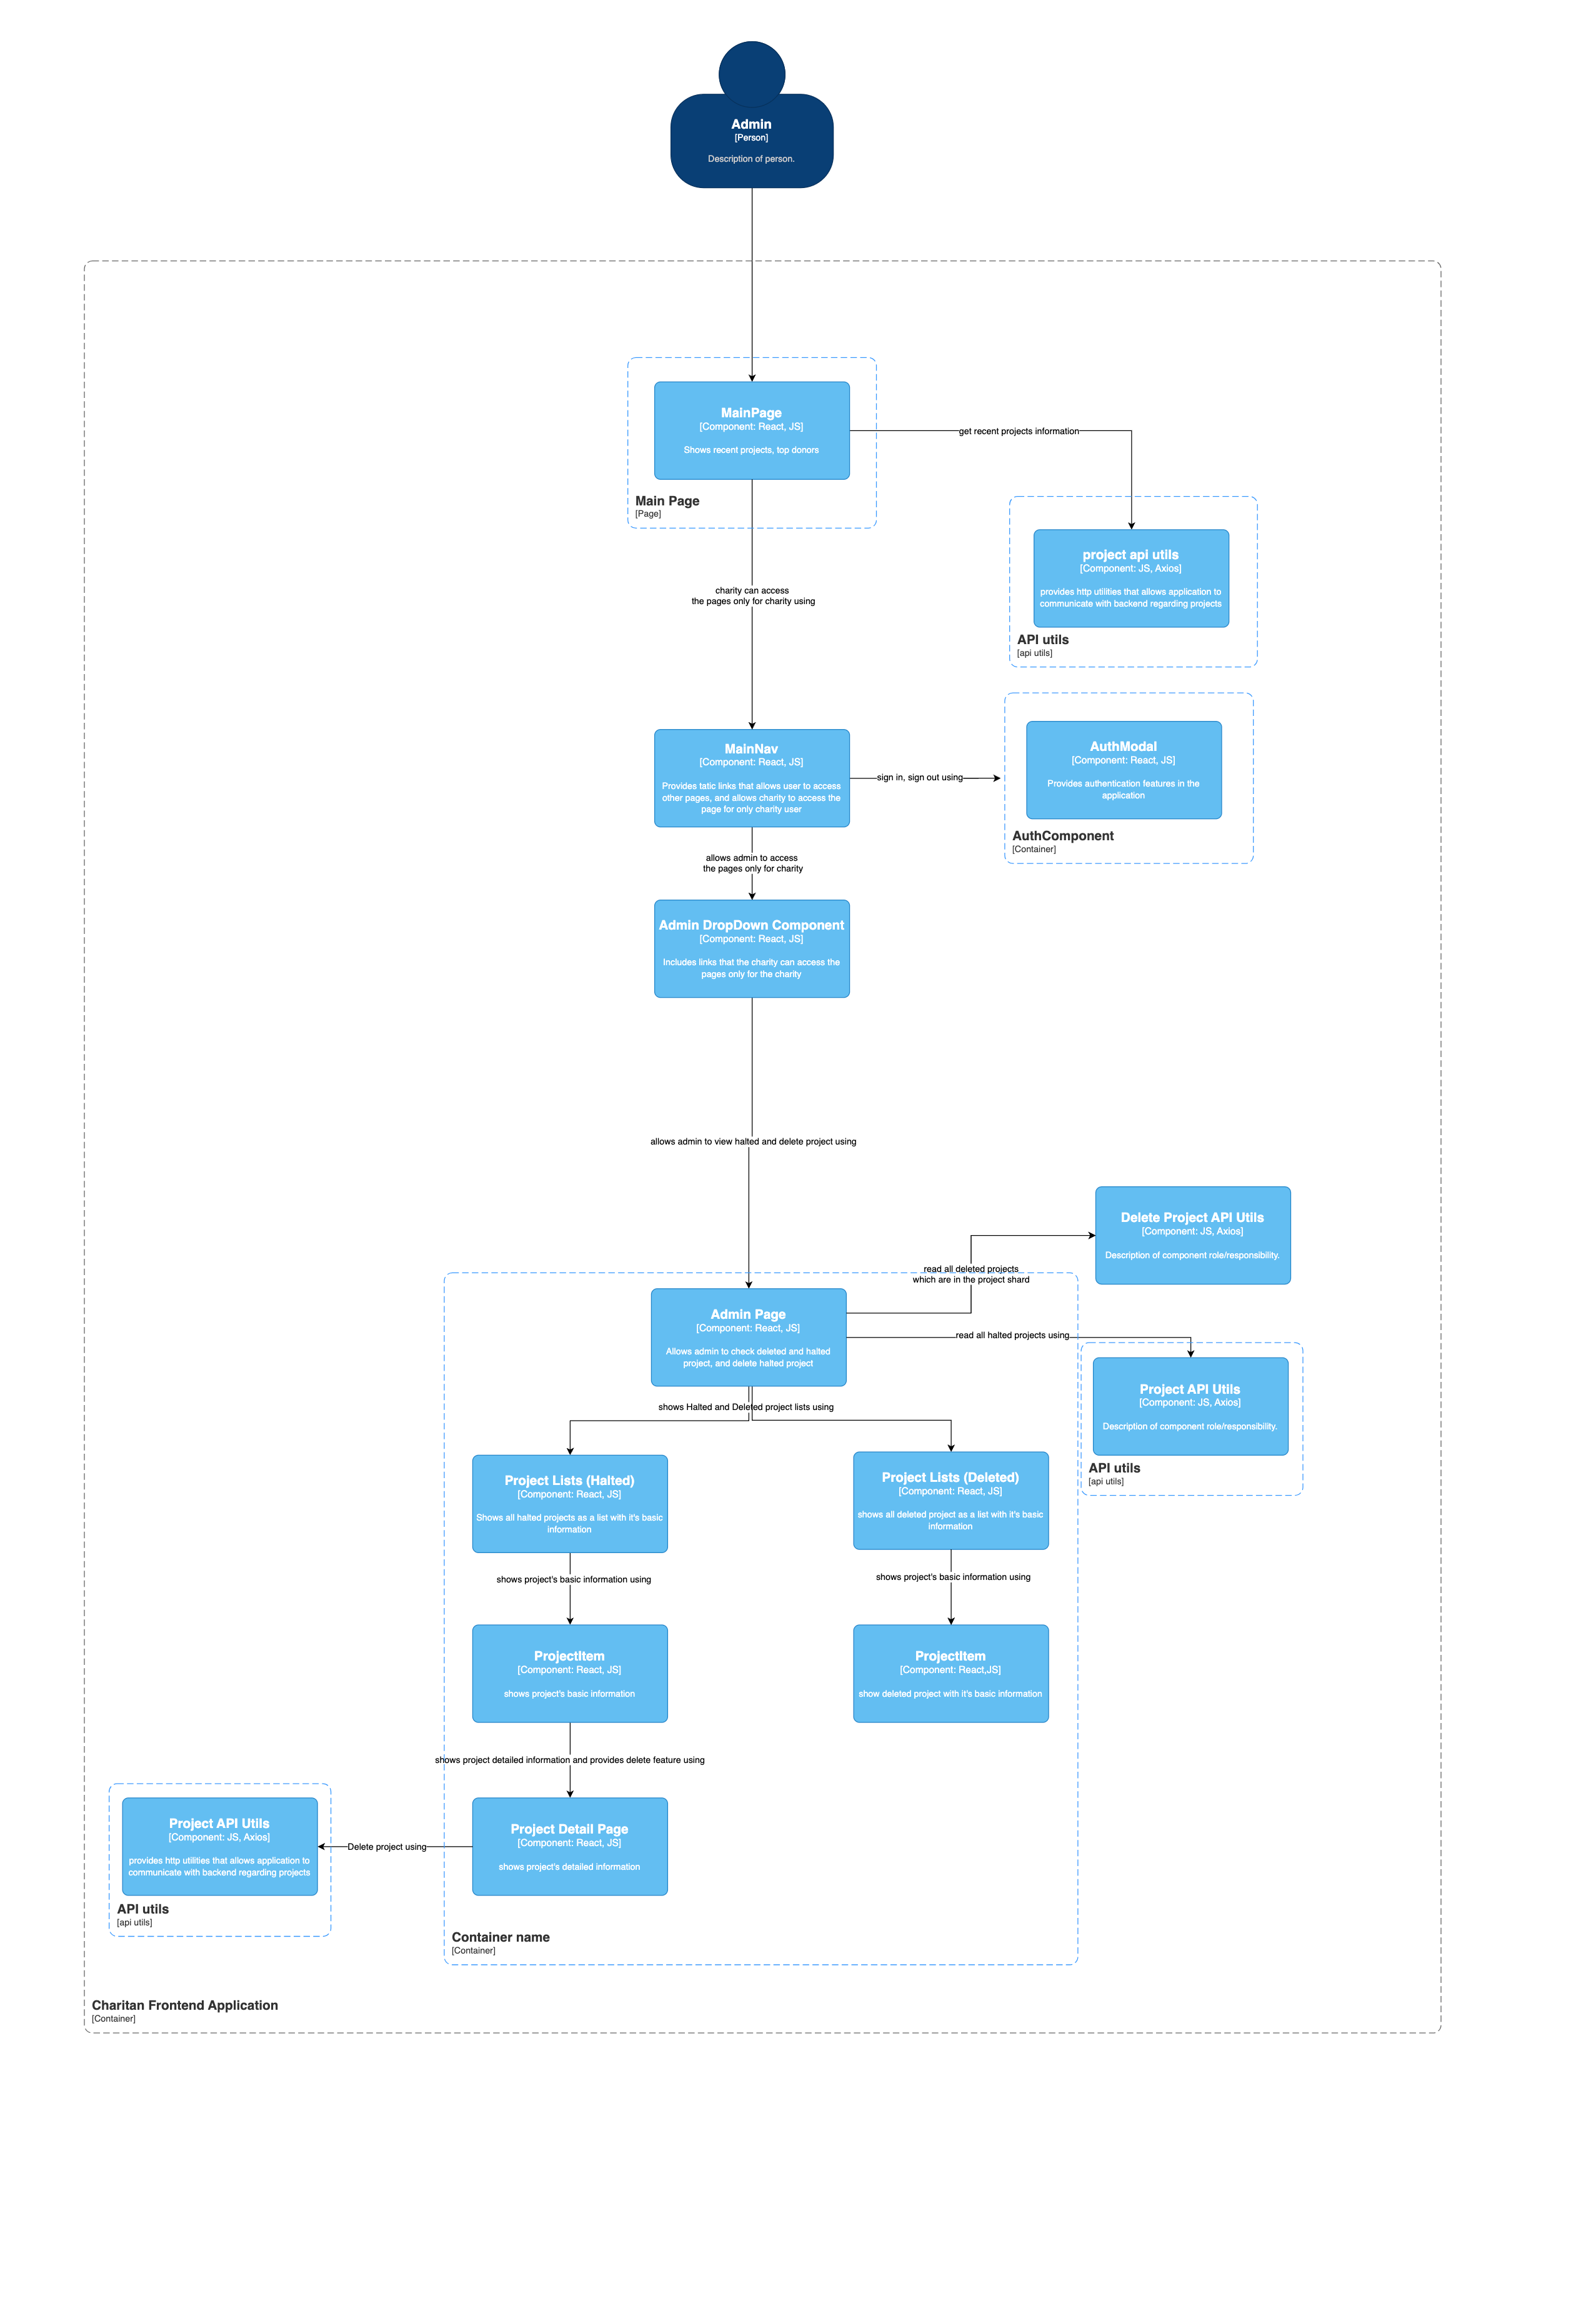 Admin
[Person]
Description of person.
MainPage
[Component: React, JS]
Shows recent projects, top donors
Main Page
[Page]
get recent projects information
project api utils
[Component: JS, Axios]
provides http utilities that allows application to
communicate with backend regarding projects
API utils
[api utils]
charity can access
the pages only for charity using
MainNav
[Component: React, JS]
Provides tatic links that allows user to access
other pages, and allows charity to access the
page for only charity user
sign in, sign out using
AuthModal
[Component: React, JS]
Provides authentication features in the
application
AuthComponent
[Container]
allows admin to access
the pages only for charity
Admin DropDown Component
[Component: React, JS]
Includes links that the charity can access the
pages only for the charity
allows admin to view halted and delete project using
Delete Project API Utils
[Component: JS, Axios]
Description of component role/responsibility.
read all deleted projects
which are in the project shard
Admin Page
[Component: React, JS]
Allows admin to check deleted and halted
project, and delete halted project
read all halted projects using
Project API Utils
[Component: JS, Axios]
Description of component role/responsibility.
API utils
[api utils]
shows Halted and Deleted project lists using
Project Lists (Halted)
[Component: React, JS]
Shows all halted projects as a list with it's basic
information
Project Lists (Deleted)
[Component: React, JS]
shows all deleted project as a list with it's basic
information
shows project's basic information using
shows project's basic information using
ProjectItem
[Component: React, JS]
shows project's basic information
ProjectItem
[Component: React,JS]
show deleted project with it's basic information
shows project detailed information and provides delete feature using
Project API Utils
[Component: JS, Axios]
provides http utilities that allows application to
communicate with backend regarding projects
API utils
[api utils]
Delete project using
Project Detail Page
[Component: React, JS]
shows project's detailed information
Container name
[Container]
Charitan Frontend Application
[Container]